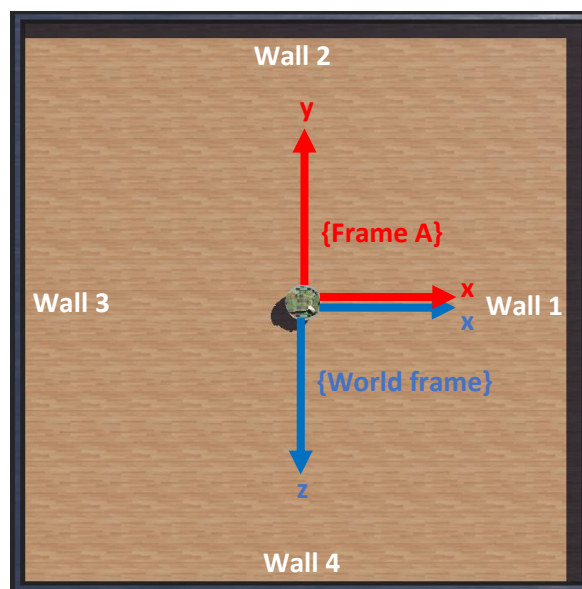 Wall 2
y
{Frame A}
x
Wall 3
Wall 1
x
{World frame}
z
Wall 4